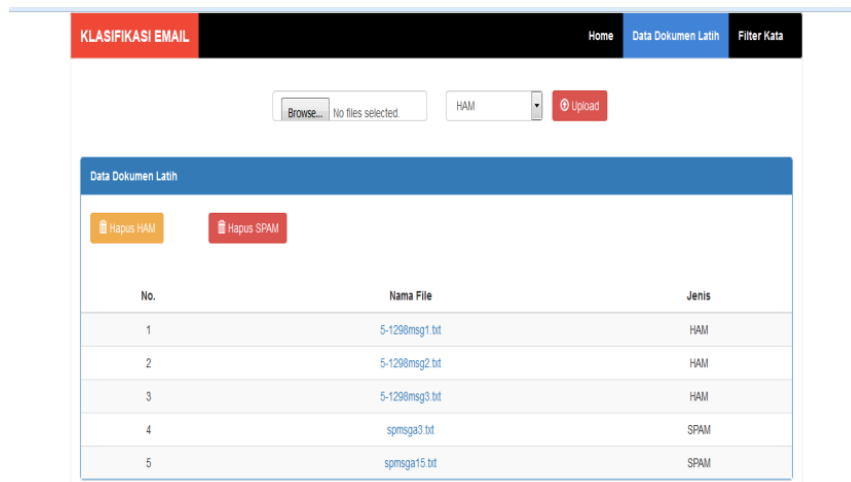 KLASIFIKASI EMAIL Home Data Dokumen Latih Filter Kata
Browse... No files selected. HAM Upload
Data Dokumen Latih
Hapus HAM Hapus SPAM
No. Nama File Jenis
1 5-1298msg1.txt HAM
2 5-1298msg2.txt HAM
3 5-1298msg3.txt HAM
4 spmsga3.txt SPAM
5 spmsga15.txt SPAM